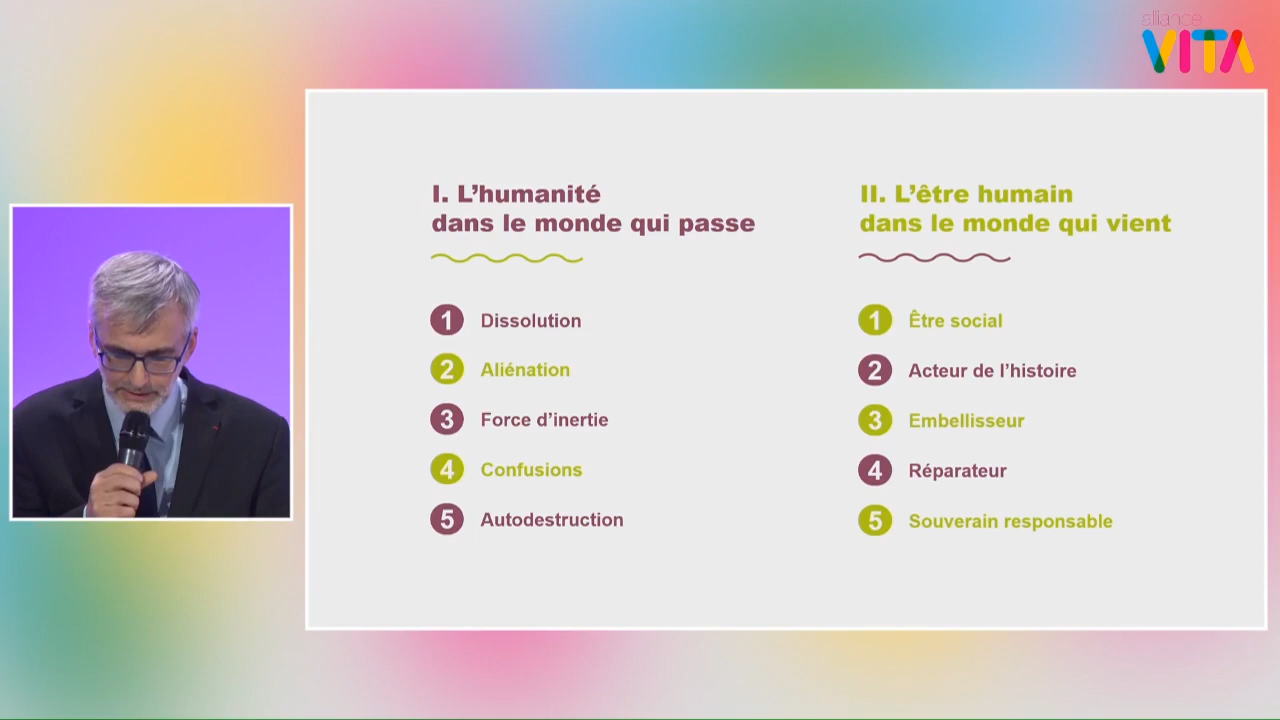 alliance
VITA
I. L’humanité
dans le monde qui passe
1 Dissolution
2 Aliénation
3 Force d’inertie
4 Confusions
5 Autodestruction
II. L’être humain
dans le monde qui vient
1 Être social
2 Acteur de l’histoire
3 Embellisseur
4 Réparateur
5 Souverain responsable